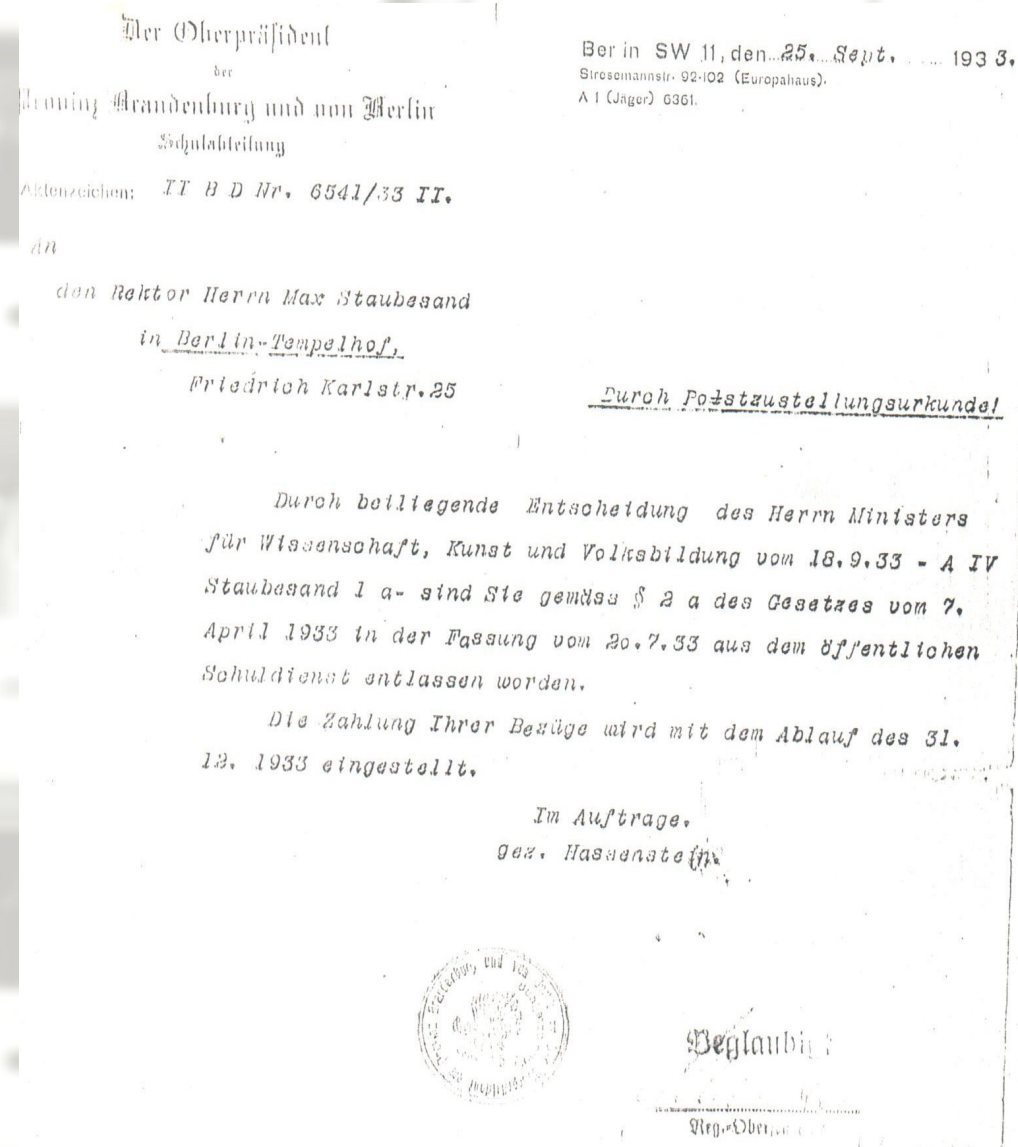 Der Oberpräsident
der
Provinz Brandenburg und von Berlin
Schulabteilung
Aktenzeichen: II B D Nr. 6541/33 II.
Berlin SW 11, den 25. Sept. 1933.
Stresemannstr. 92-102 (Europahaus).
A 1 (Jäger) 6361.
An
den Rektor Herrn Max Staubesand
in Berlin-Tempelhof,
Friedrich Karlstr.25
Durch Postzustellungsurkunde!
Durch beiliegende Entscheidung des Herrn Ministers
für Wissenschaft, Kunst und Volksbildung vom 18.9.33 - A IV
Staubesand 1 a- sind Sie gemäss § 2 a des Gesetzes vom 7.
April 1933 in der Fassung vom 20.7.33 aus dem öffentlichen
Schuldienst entlassen worden.
Die Zahlung Ihrer Bezüge wird mit dem Ablauf des 31.
12. 1933 eingestellt.
Im Auftrage.
gez. Hassenstein.
Beglaubigt
Reg.-Ober